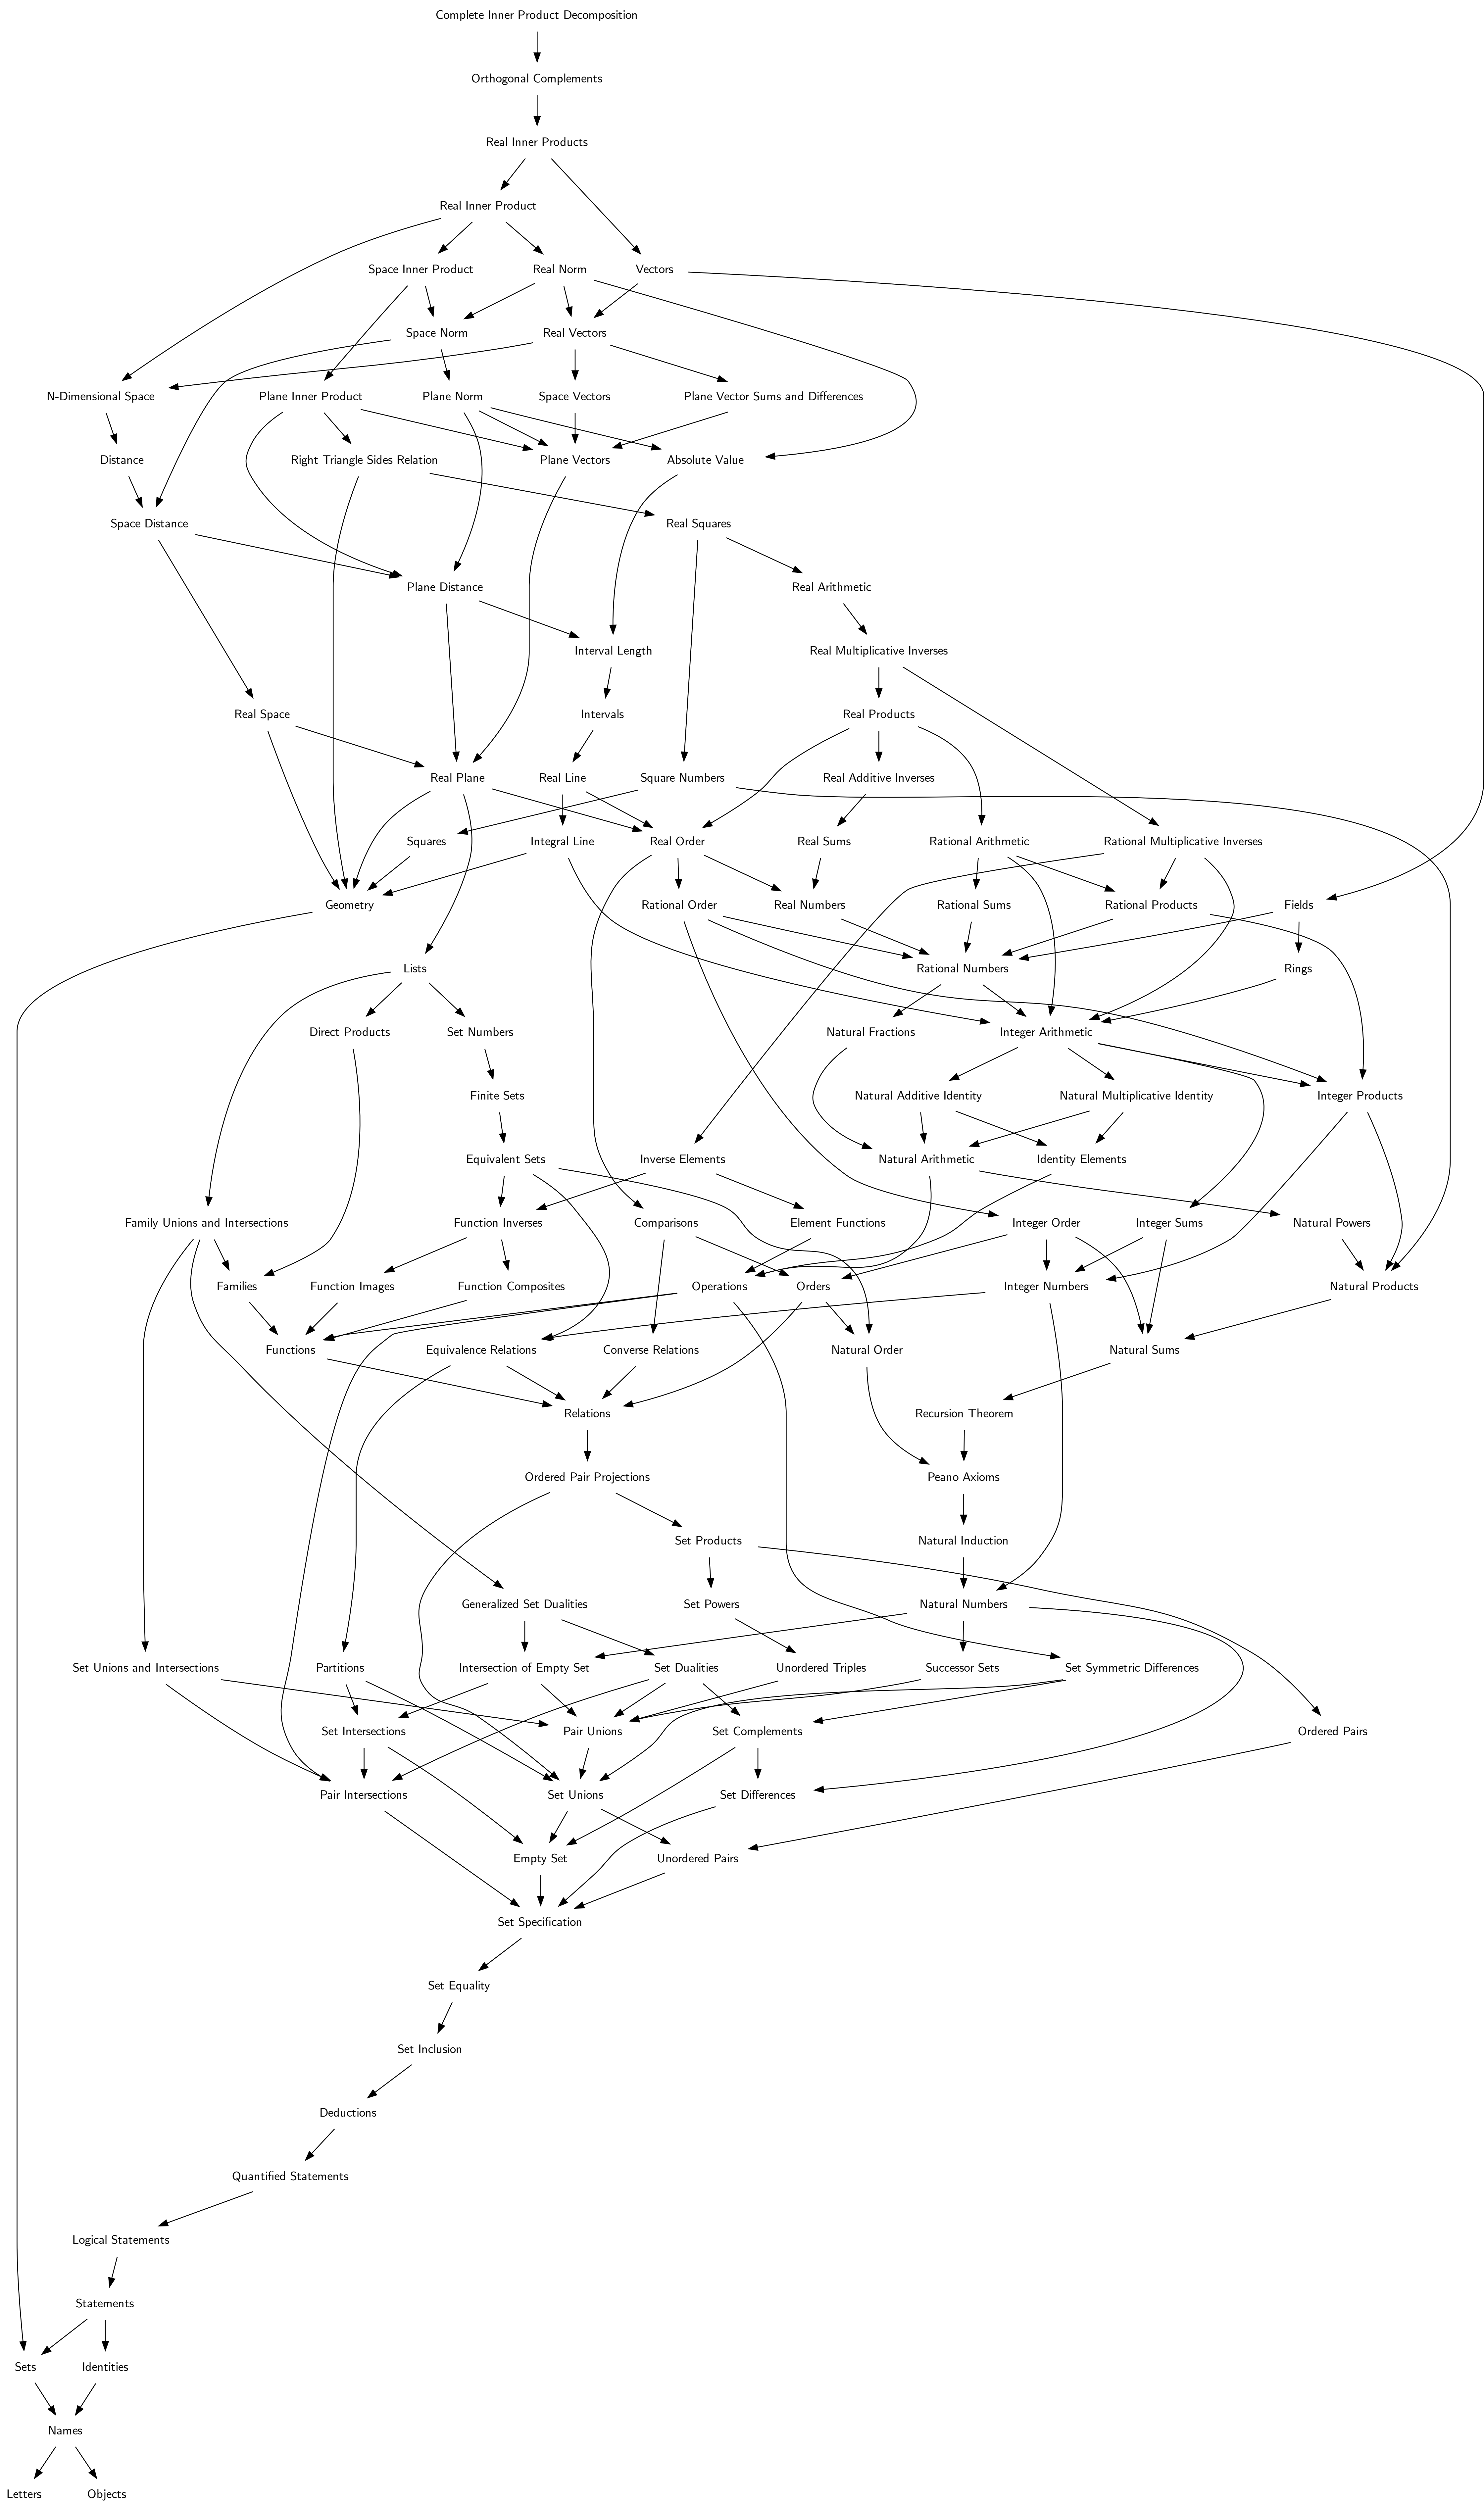 Complete Inner Product Decomposition
Orthogonal Complements
Real Inner Products
Real Inner Product
Space Inner Product
Real Norm
Vectors
Space Norm
Real Vectors
N-Dimensional Space
Plane Inner Product
Plane Norm
Space Vectors
Plane Vector Sums and Differences
Distance
Right Triangle Sides Relation
Plane Vectors
Absolute Value
Space Distance
Real Squares
Plane Distance
Real Arithmetic
Interval Length
Real Multiplicative Inverses
Real Space
Intervals
Real Products
Real Plane
Real Line
Square Numbers
Real Additive Inverses
Squares
Integral Line
Real Order
Real Sums
Rational Arithmetic
Rational Multiplicative Inverses
Geometry
Rational Order
Real Numbers
Rational Sums
Rational Products
Fields
Lists
Rational Numbers
Rings
Direct Products
Set Numbers
Natural Fractions
Integer Arithmetic
Finite Sets
Natural Additive Identity
Natural Multiplicative Identity
Integer Products
Equivalent Sets
Inverse Elements
Natural Arithmetic
Identity Elements
Family Unions and Intersections
Function Inverses
Comparisons
Element Functions
Integer Order
Integer Sums
Natural Powers
Families
Function Images
Function Composites
Operations
Orders
Integer Numbers
Natural Products
Functions
Equivalence Relations
Converse Relations
Natural Order
Natural Sums
Relations
Recursion Theorem
Ordered Pair Projections
Peano Axioms
Set Products
Natural Induction
Generalized Set Dualities
Set Powers
Natural Numbers
Set Unions and Intersections
Partitions
Intersection of Empty Set
Set Dualities
Unordered Triples
Successor Sets
Set Symmetric Differences
Set Intersections
Pair Unions
Set Complements
Ordered Pairs
Pair Intersections
Set Unions
Set Differences
Empty Set
Unordered Pairs
Set Specification
Set Equality
Set Inclusion
Deductions
Quantified Statements
Logical Statements
Statements
Sets
Identities
Names
Letters
Objects